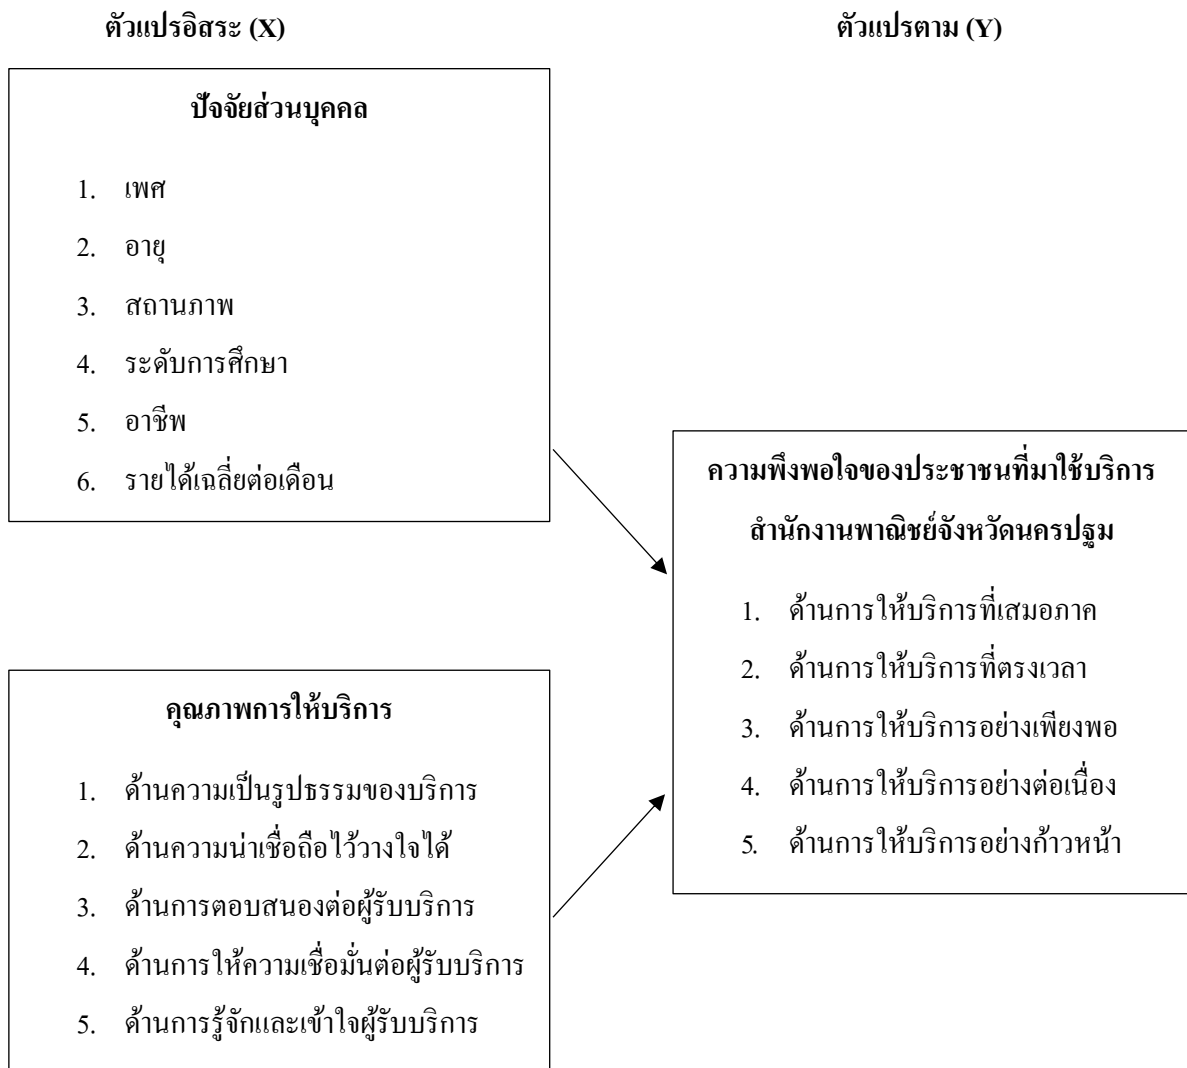 ตัวแปรอิสระ (X)
ตัวแปรตาม (Y)
ปัจจัยส่วนบุคคล
1. เพศ
2. อายุ
3. สถานภาพ
4. ระดับการศึกษา
5. อาชีพ
6. รายได้เฉลี่ยต่อเดือน
คุณภาพการให้บริการ
1. ด้านความเป็นรูปธรรมของบริการ
2. ด้านความน่าเชื่อถือไว้วางใจได้
3. ด้านการตอบสนองต่อผู้รับบริการ
4. ด้านการให้ความเชื่อมั่นต่อผู้รับบริการ
5. ด้านการรู้จักและเข้าใจผู้รับบริการ
ความพึงพอใจของประชาชนที่มาใช้บริการ
สำนักงานพาณิชย์จังหวัดนครปฐม
1. ด้านการให้บริการที่เสมอภาค
2. ด้านการให้บริการที่ตรงเวลา
3. ด้านการให้บริการอย่างเพียงพอ
4. ด้านการให้บริการอย่างต่อเนื่อง
5. ด้านการให้บริการอย่างก้าวหน้า